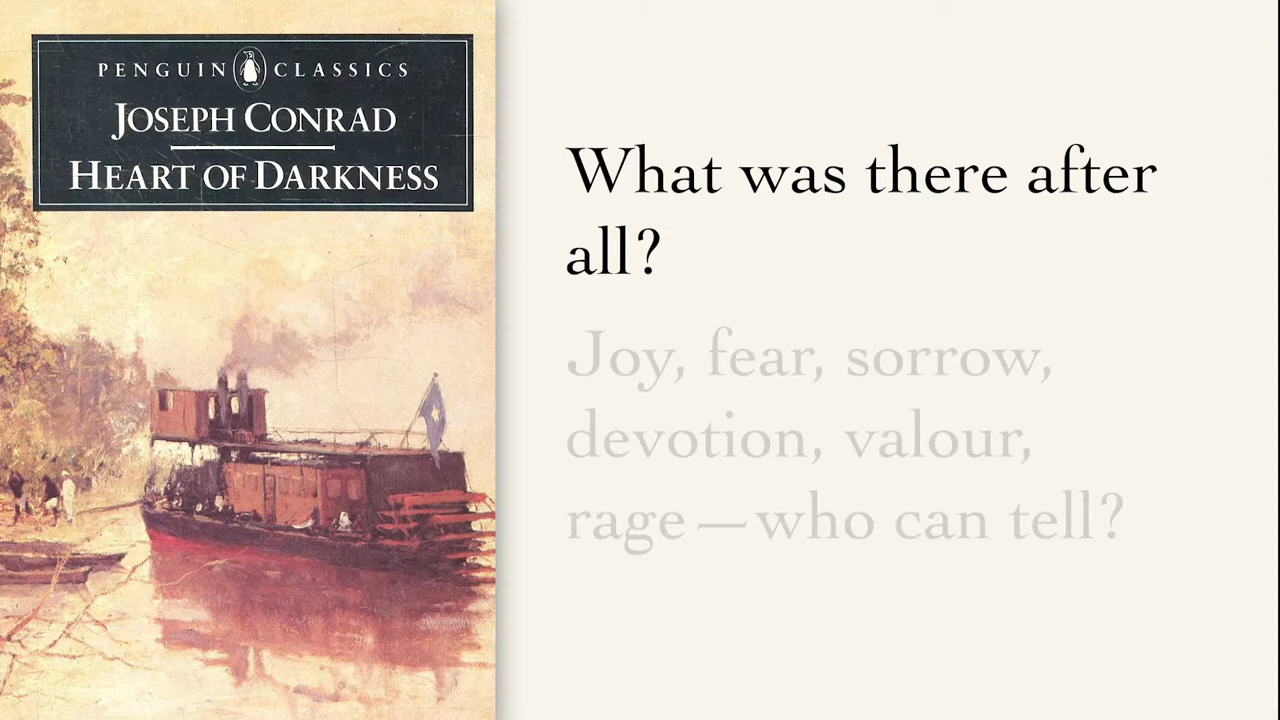 PENGUIN CLASSICS
JOSEPH CONRAD
HEART OF DARKNESS
What was there after
all?
Joy, fear, sorrow,
devotion, valour,
rage—who can tell?